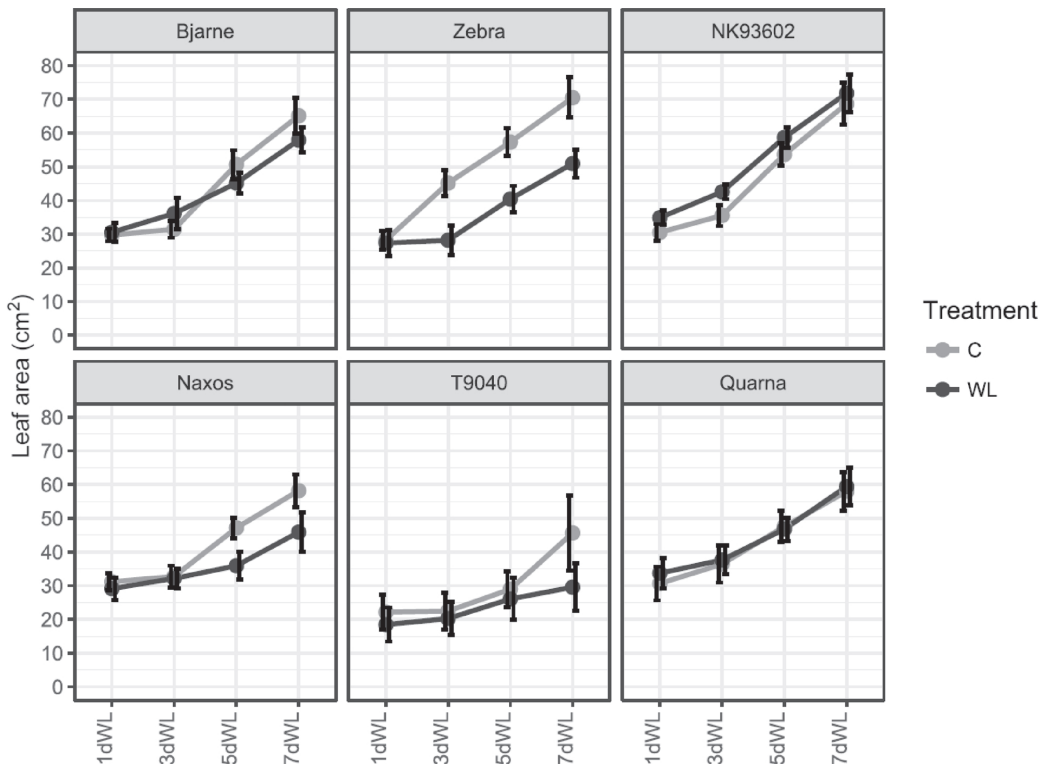 Bjarne
Zebra
NK93602
80
70
60
50
40
30
20
10
0
Leaf area (cm²)
Naxos
T9040
Quarna
80
70
60
50
40
30
20
10
0
1dWL
3dWL
5dWL
7dWL
1dWL
3dWL
5dWL
7dWL
1dWL
3dWL
5dWL
7dWL
Treatment
C
WL